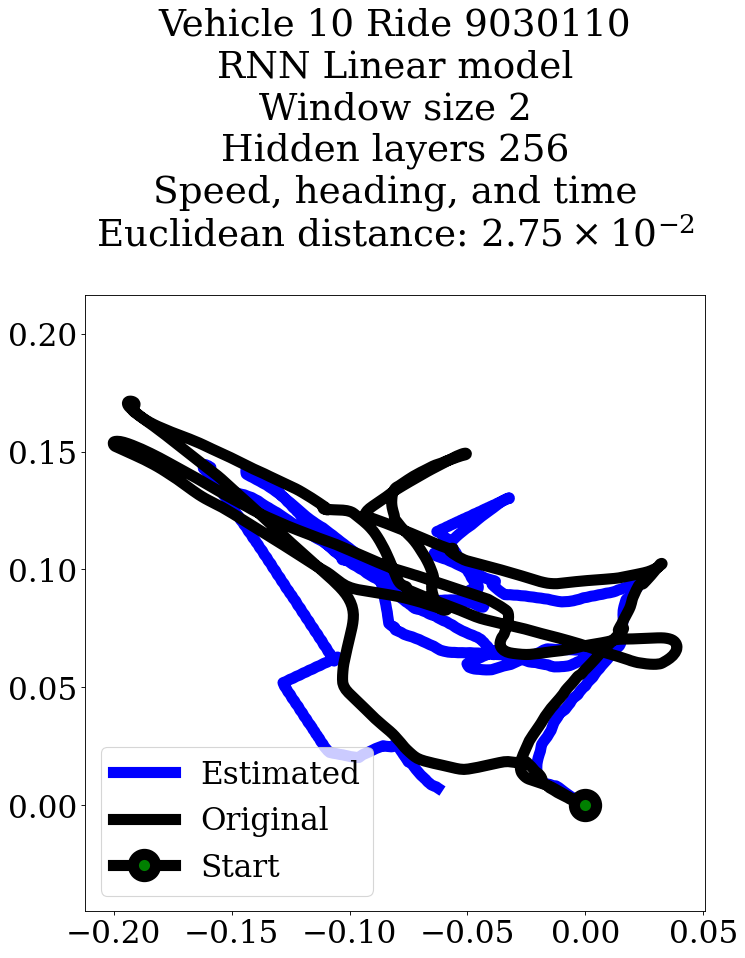 Vehicle 10 Ride 9030110
RNN Linear model
Window size 2
Hidden layers 256
Speed, heading, and time
Euclidean distance: 2.75 × 10⁻²
0.20
0.15
0.10
0.05
0.00
Estimated
Original
Start
−0.20 −0.15 −0.10 −0.05 0.00 0.05